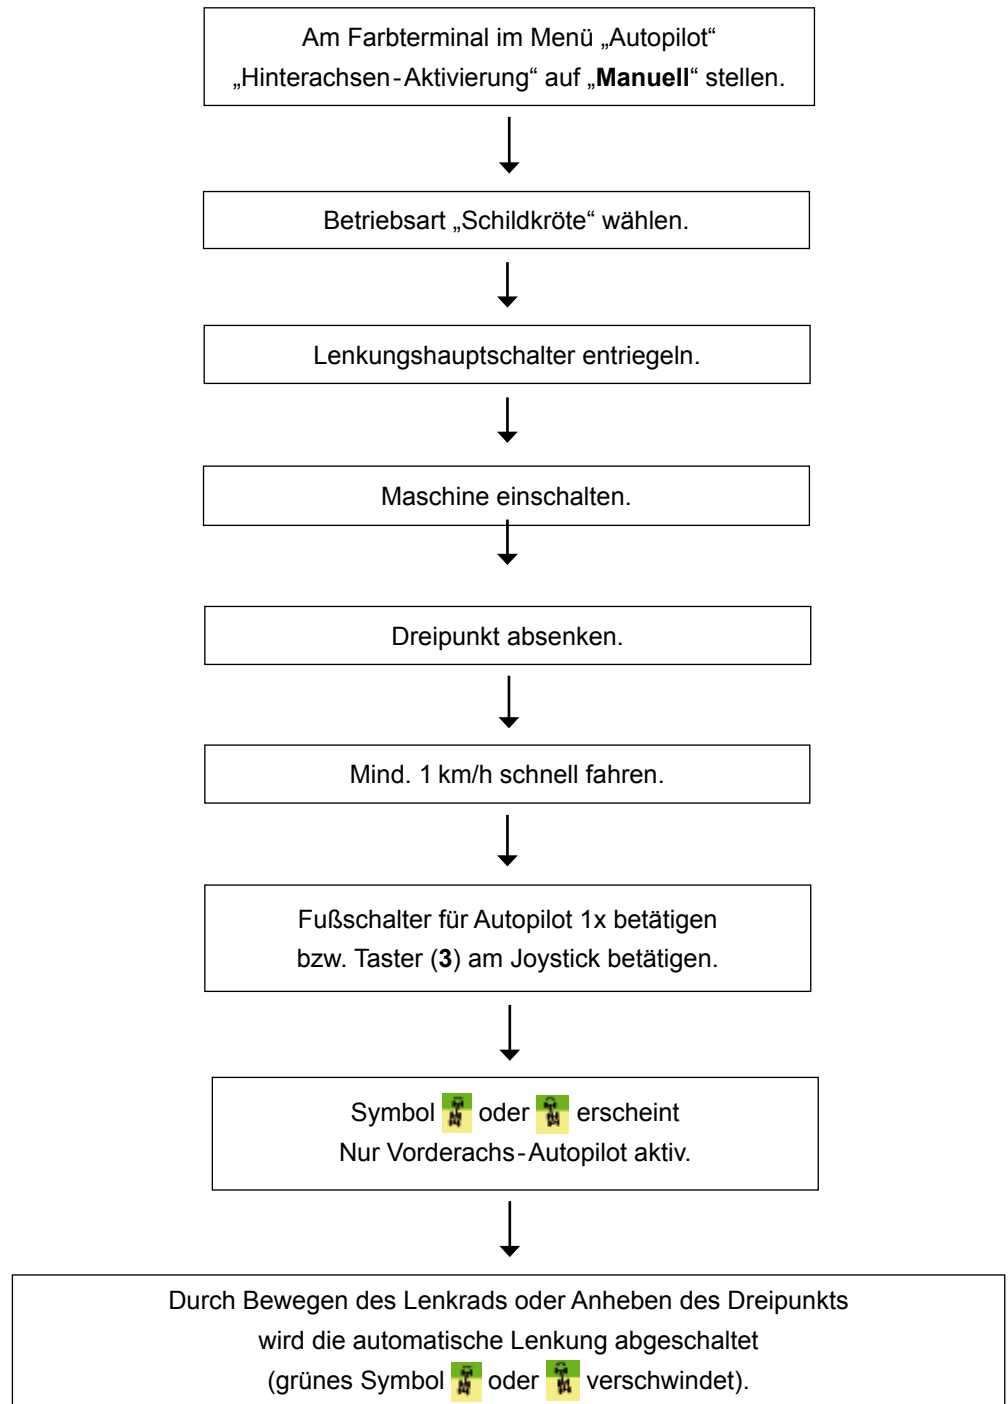 Am Farbterminal im Menü „Autopilot“
„Hinterachsen-Aktivierung“ auf „Manuell“ stellen.
Betriebsart „Schildkröte“ wählen.
Lenkungshauptschalter entriegeln.
Maschine einschalten.
Dreipunkt absenken.
Mind. 1 km/h schnell fahren.
Fußschalter für Autopilot 1x betätigen
bzw. Taster (3) am Joystick betätigen.
Symbol oder erscheint
Nur Vorderachs-Autopilot aktiv.
Durch Bewegen des Lenkrads oder Anheben des Dreipunkts
wird die automatische Lenkung abgeschaltet
(grünes Symbol oder verschwindet).